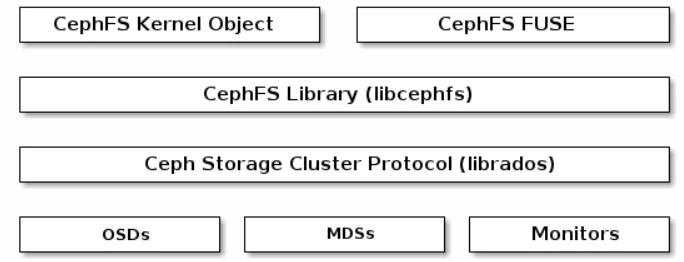 CephFS Kernel Object
CephFS FUSE
CephFS Library (libcephfs)
Ceph Storage Cluster Protocol (librados)
OSDs
MDSs
Monitors